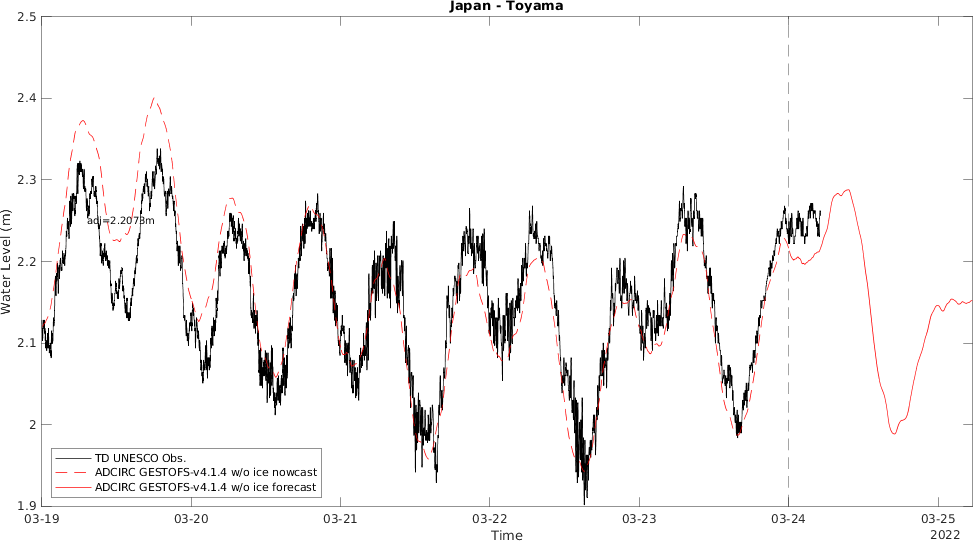 Japan - Toyama
2.5
2.4
2.3
2.2
2.1
2
1.9
Water Level (m)
adj=2.2073m
TD UNESCO Obs.
ADCIRC GESTOFS-v4.1.4 w/o ice nowcast
ADCIRC GESTOFS-v4.1.4 w/o ice forecast
03-19 03-20 03-21 03-22 03-23 03-24 03-25
Time
2022